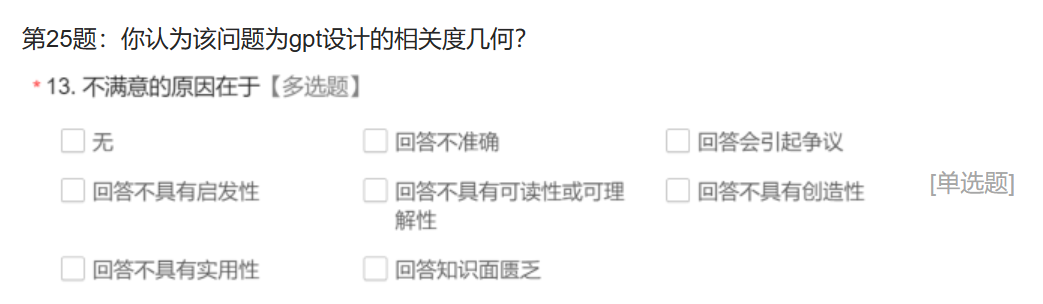 第25题：你认为该问题为gpt设计的相关度几何？
* 13. 不满意的原因在于【多选题】
无 回答不准确 回答会引起争议
回答不具有启发性 回答不具有可读性或可理解性 回答不具有创造性 [单选题]
回答不具有实用性 回答知识面匮乏